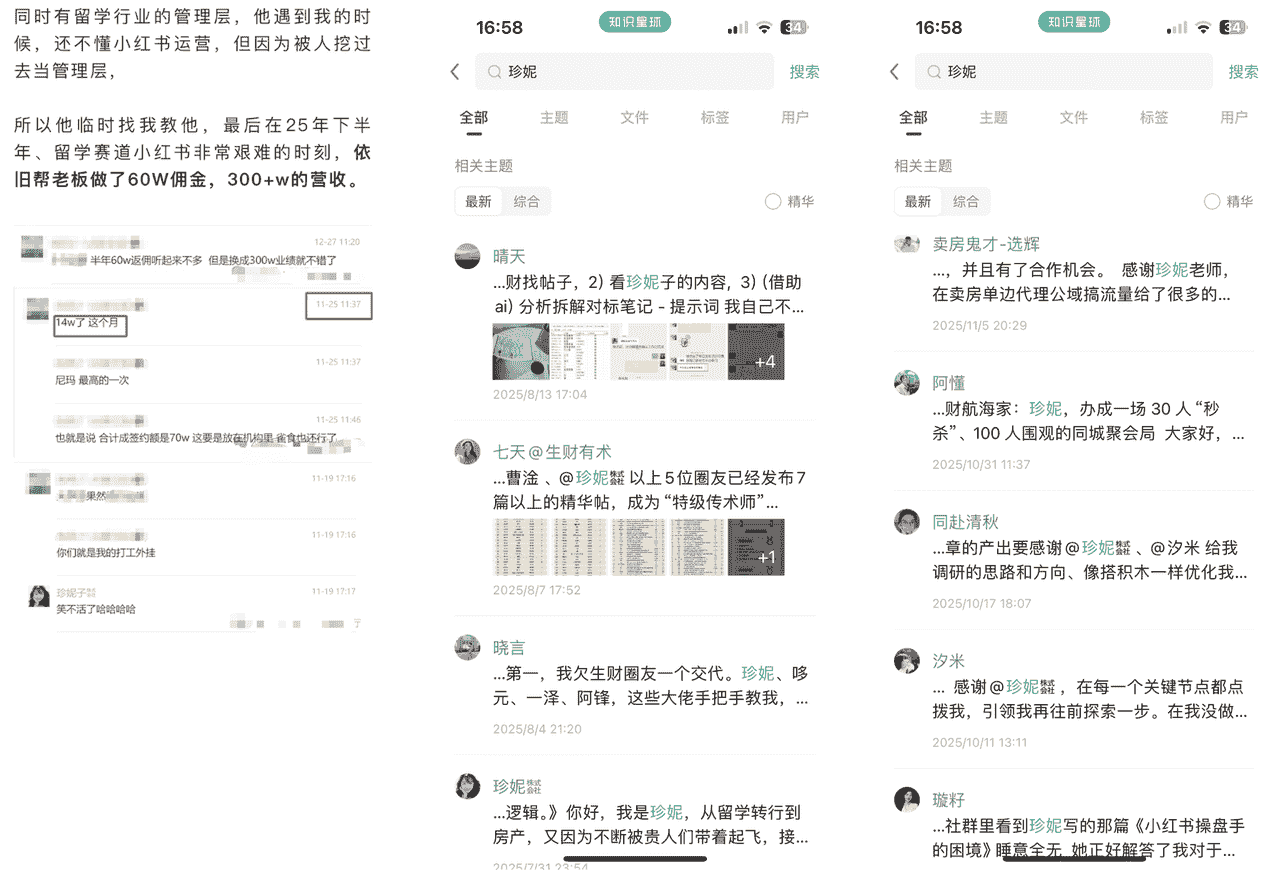 同时有留学行业的管理层，他遇到我的时
候，还不懂小红书运营，但因为被人挖过
去当管理层，
所以他临时找我教他，最后在25年下半
年、留学赛道小红书非常艰难的时刻，依
旧帮老板做了60W佣金，300+w的营收。
12-27 11:20
半年60w返佣听起来不多 但是换成300w业绩就不错了
11-25 11:37
14w了 这个月
11-25 11:37
尼玛 最高的一次
11-25 11:46
也就是说 合计成签约额是70w 这要是放在机构里 雀食也还行了
11-19 17:16
果然
11-19 17:16
你们就是我的打工外挂
珍妮子 11-19 17:17
笑不活了哈哈哈哈
了
16:58 知识星球 34
珍妮 搜索
全部 主题 文件 标签 用户
相关主题
最新 综合 精华
晴天
...财找帖子，2) 看珍妮子的内容，3) (借助
ai) 分析拆解对标笔记 - 提示词 我自己不...
+4
2025/8/13 17:04
七天@生财有术
...曹淦 、@珍妮株式会社 以上 5 位圈友已经发布 7
篇以上的精华帖，成为 “特级传术师”...
+1
2025/8/7 17:52
晓言
...第一，我欠生财圈友一个交代。珍妮、哆
元、一泽、阿锋，这些大佬手把手教我，...
2025/8/4 21:20
珍妮株式会社
...逻辑。》你好，我是珍妮，从留学转行到
房产，又因为不断被贵人们带着起飞，接...
2025/7/31 23:54
16:58 知识星球 34
珍妮 搜索
全部 主题 文件 标签 用户
相关主题
最新 综合 精华
卖房鬼才-选辉
...，并且有了合作机会。 感谢珍妮老师，
在卖房单边代理公域搞流量给了很多的...
2025/11/5 20:29
阿懂
...财航海家：珍妮，办成一场 30 人 “秒
杀”、100 人围观的同城聚会局 大家好，...
2025/10/31 11:37
同赴清秋
...章的产出要感谢@珍妮株式会社 、@汐米 给我
调研的思路和方向、像搭积木一样优化我...
2025/10/17 18:07
汐米
... 感谢@珍妮株式会社 ，在每一个关键节点都点
拨我，引领我再往前探索一步。在我没做...
2025/10/11 13:11
璇籽
...社群里看到珍妮写的那篇《小红书操盘手
的困境》睡意全无 她正好解答了我对于...